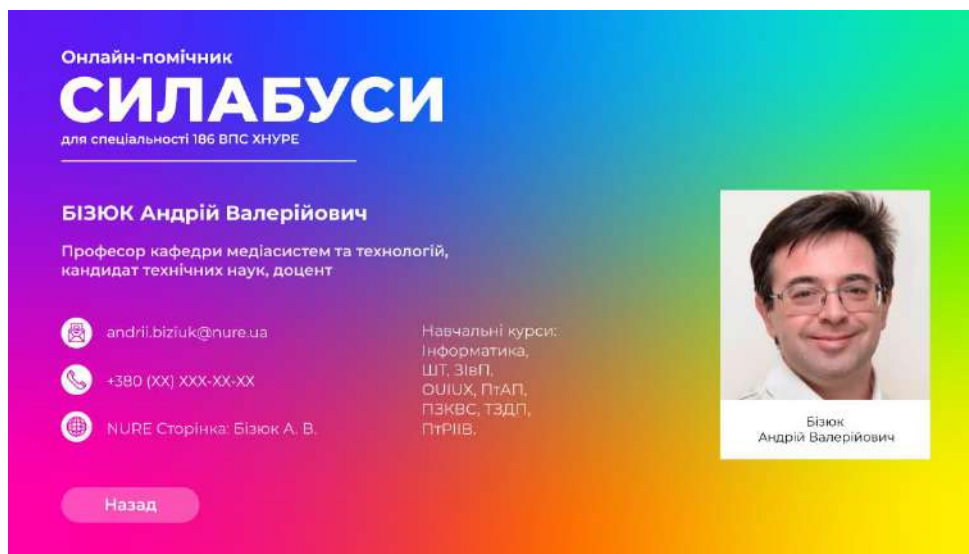 Онлайн-помічник
СИЛАБУСИ
для спеціальності 186 ВПС ХНУРЕ
БІЗЮК Андрій Валерійович
Професор кафедри медіасистем та технологій,
кандидат технічних наук, доцент
andrii.biziuk@nure.ua
+380 (XX) XXX-XX-XX
NURE Сторінка: Бізюк А. В.
Навчальні курси:
Інформатика,
ШТ, ЗІвП,
OUIUX, ПтАП,
ПЗКВС, ТЗДП,
ПтРІІВ.
Бізюк
Андрій Валерійович
Назад